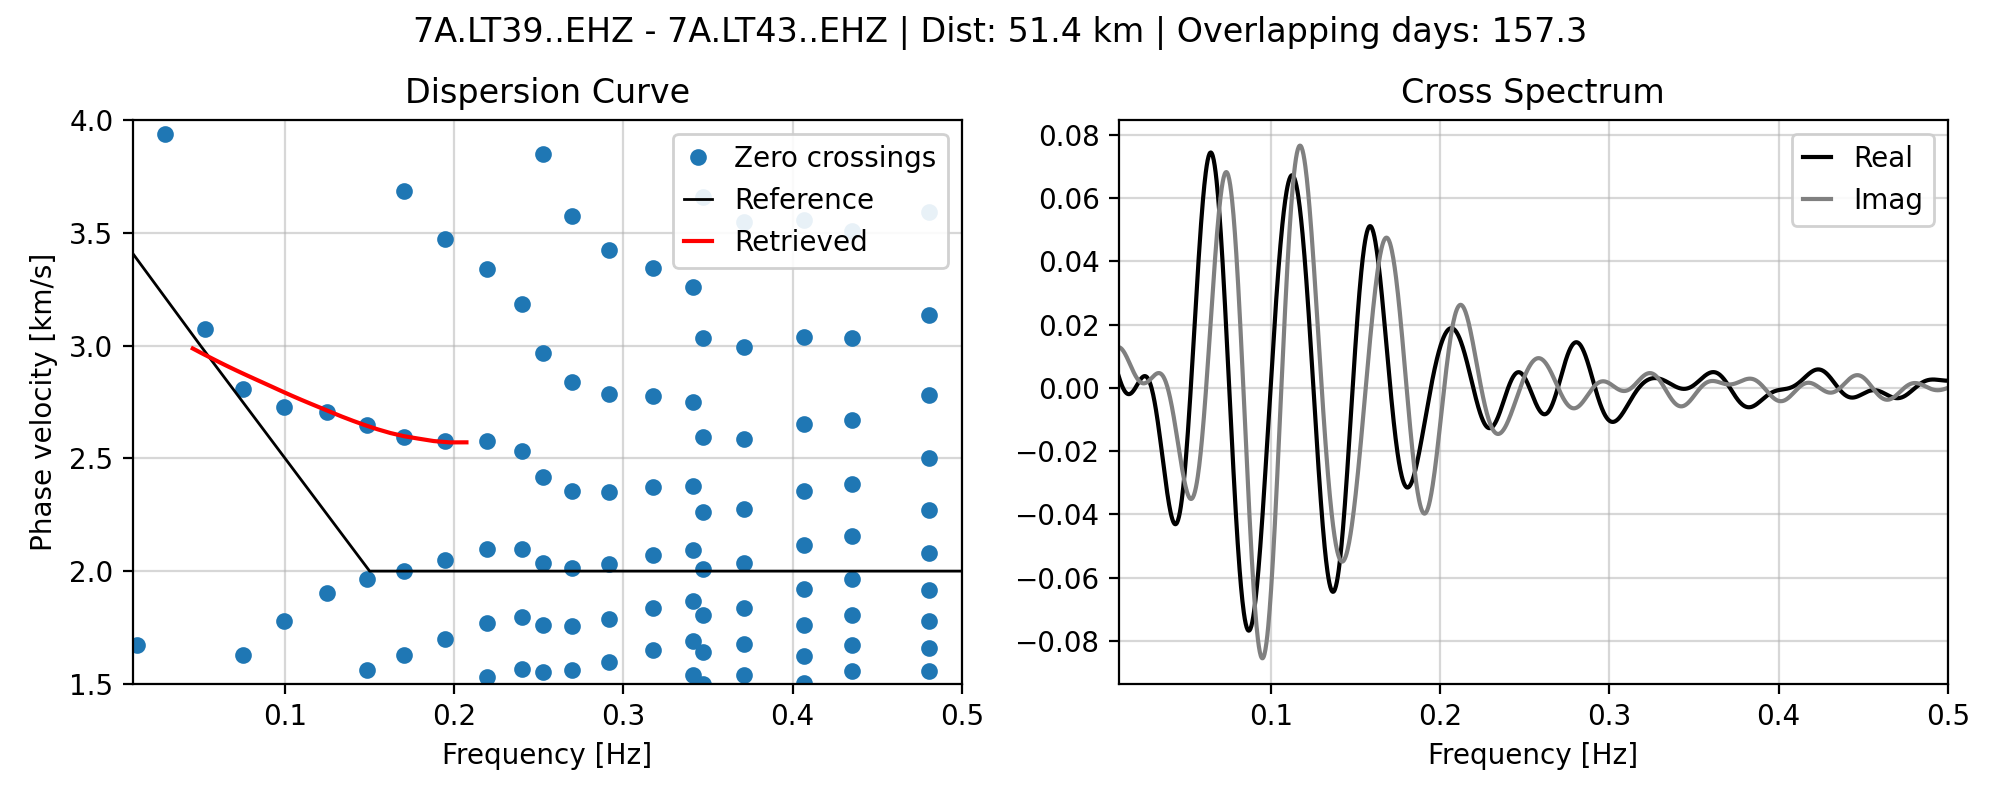 7A.LT39..EHZ - 7A.LT43..EHZ | Dist: 51.4 km | Overlapping days: 157.3
Dispersion Curve
Phase velocity [km/s]
4.0
3.5
3.0
2.5
2.0
1.5
0.1 0.2 0.3 0.4 0.5
Frequency [Hz]
Zero crossings
Reference
Retrieved
Cross Spectrum
0.08
0.06
0.04
0.02
0.00
−0.02
−0.04
−0.06
−0.08
0.1 0.2 0.3 0.4 0.5
Frequency [Hz]
Real
Imag